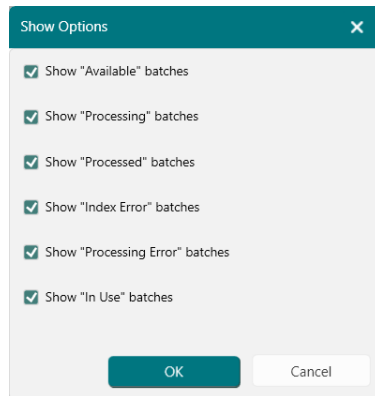 Show Options
Show "Available" batches
Show "Processing" batches
Show "Processed" batches
Show "Index Error" batches
Show "Processing Error" batches
Show "In Use" batches
OK Cancel